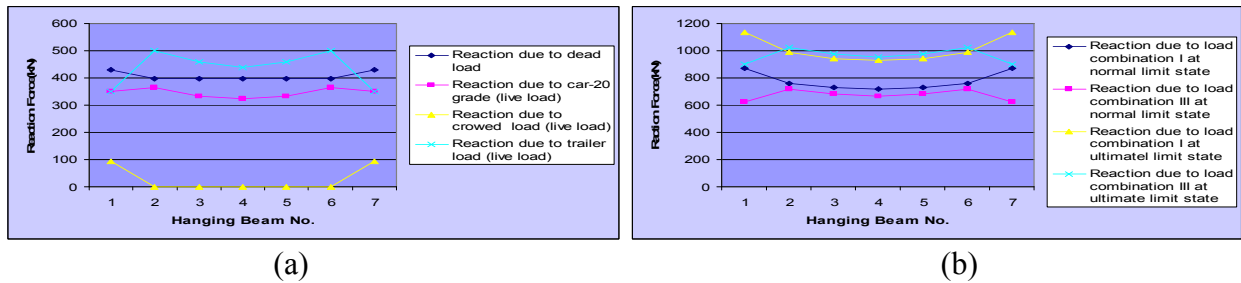 600
500
400
300
200
100
0
1 2 3 4 5 6 7
Hanging Beam No.
Reaction Force(kN)
Reaction due to dead
load
Reaction due to car-20
grade (live load)
Reaction due to
crowed load (live load)
Reaction due to trailer
load (live load)
(a)
1200
1000
800
600
400
200
0
1 2 3 4 5 6 7
Hanging Beam No.
Raction Force(kN)
Reaction due to load
combination I at
normal limit state
Reaction due to load
combination III at
normal limit state
Reaction due to load
combination I at
ultimatel limit state
Reaction due to load
combination III at
ultimate limit state
(b)